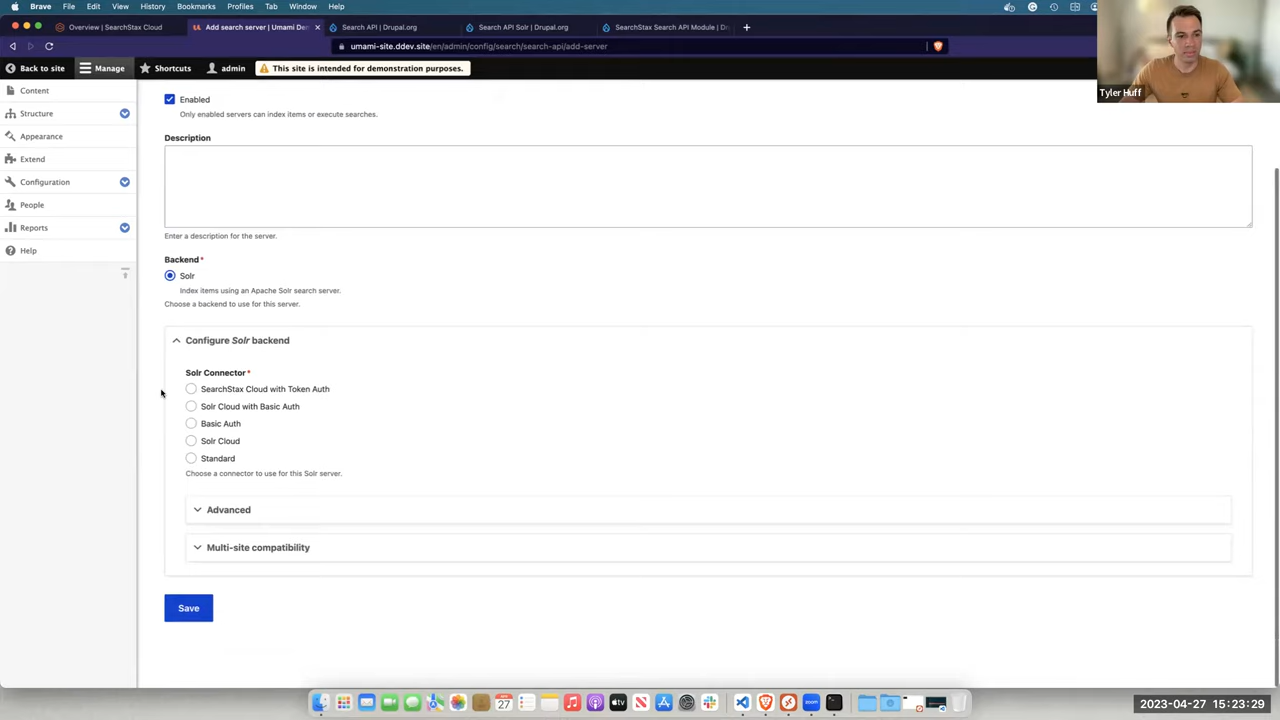 Brave File Edit View History Bookmarks Profiles Tab Window Help
Overview | SearchStax Cloud
Add search server | Umami De
Search API | Drupal.org
Search API Solr | Drupal.org
SearchStax Search API Module | D
umami-site.ddev.site/en/admin/config/search/search-api/add-server
Back to site Manage Shortcuts admin This site is intended for demonstration purposes.
Tyler Huff
Content
Structure
Appearance
Extend
Configuration
People
Reports
Help
Enabled
Only enabled servers can index items or execute searches.
Description
Enter a description for the server.
Backend*
Solr
Index items using an Apache Solr search server.
Choose a backend to use for this server.
Configure Solr backend
Solr Connector*
SearchStax Cloud with Token Auth
Solr Cloud with Basic Auth
Basic Auth
Solr Cloud
Standard
Choose a connector to use for this Solr server.
Advanced
Multi-site compatibility
Save
27
zoom
2023-04-27 15:23:29